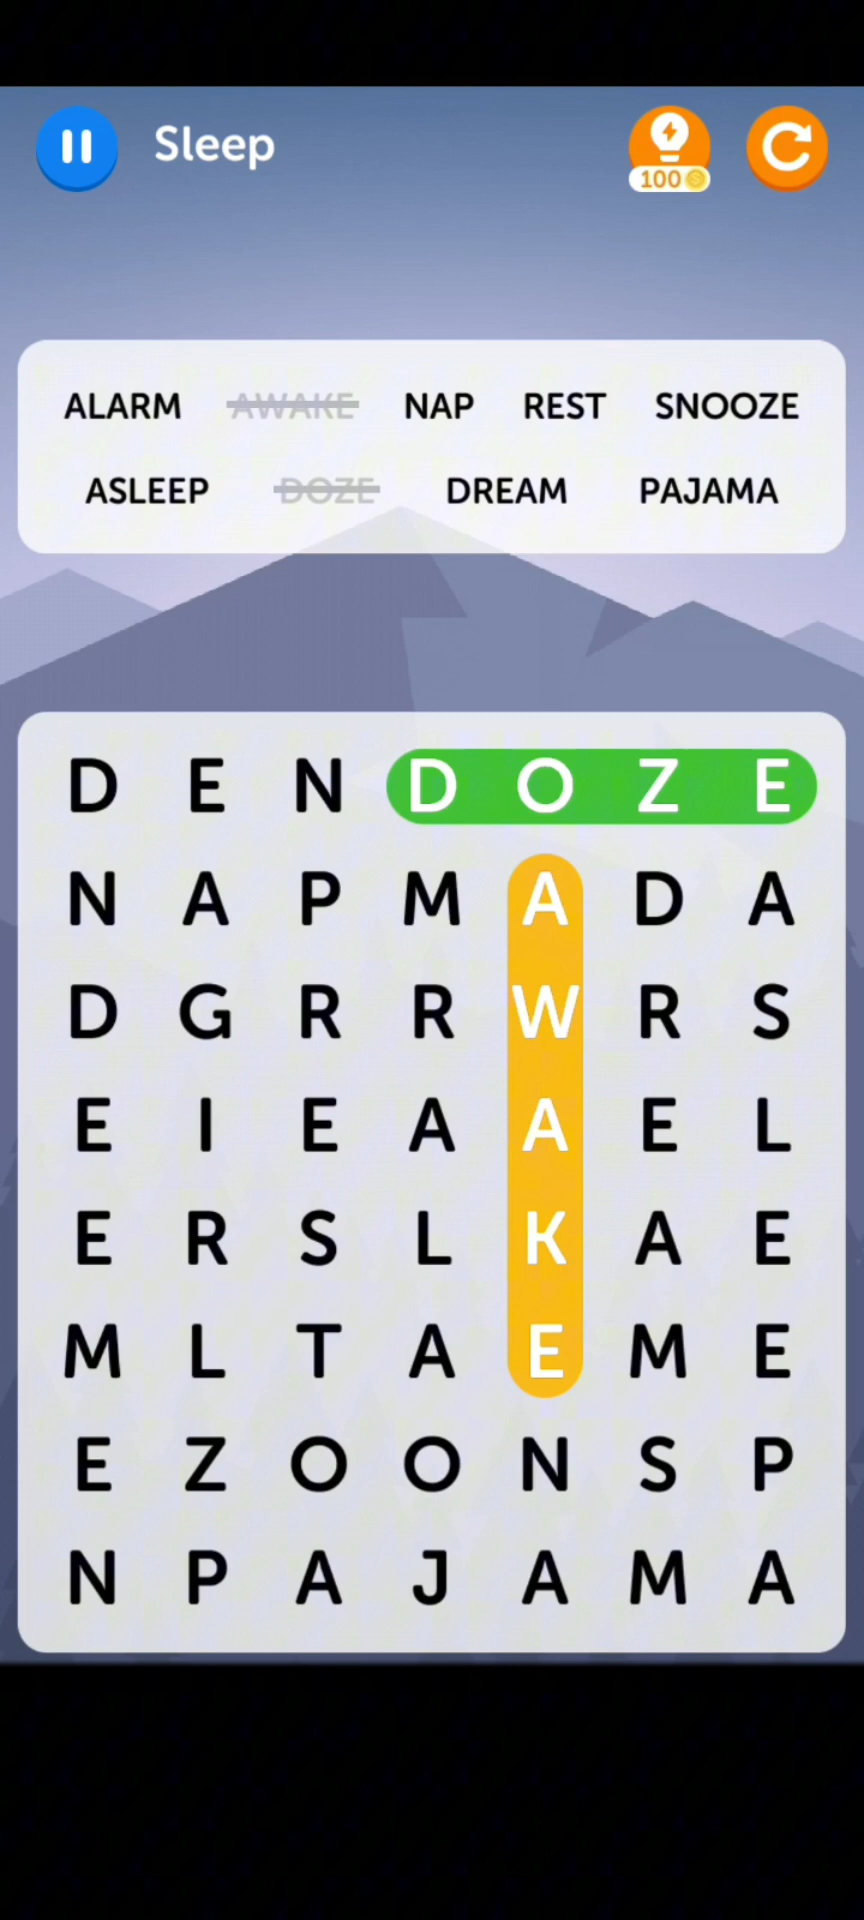 Sleep
100
ALARM AWAKE NAP REST SNOOZE
ASLEEP DOZE DREAM PAJAMA
D E N D O Z E
N A P M A D A
D G R R W R S
E I E A A E L
E R S L K A E
M L T A E M E
E Z O O N S P
N P A J A M A